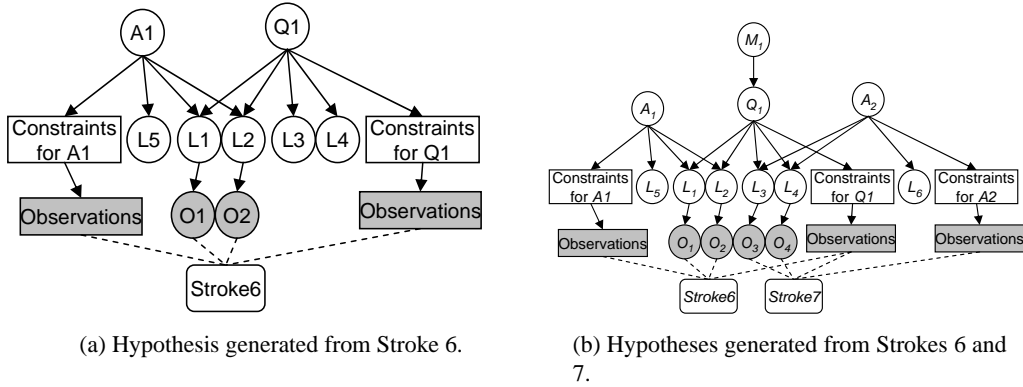 A1 Q1
Constraints for A1
L5 L1 L2 L3 L4
Constraints for Q1
Observations
O1 O2
Observations
Stroke6
(a) Hypothesis generated from Stroke 6.
M1
A1 Q1 A2
Constraints for A1
L5 L1 L2 L3 L4
Constraints for Q1
L6
Constraints for A2
Observations
O1 O2 O3 O4
Observations
Observations
Stroke6 Stroke7
(b) Hypotheses generated from Strokes 6 and
7.